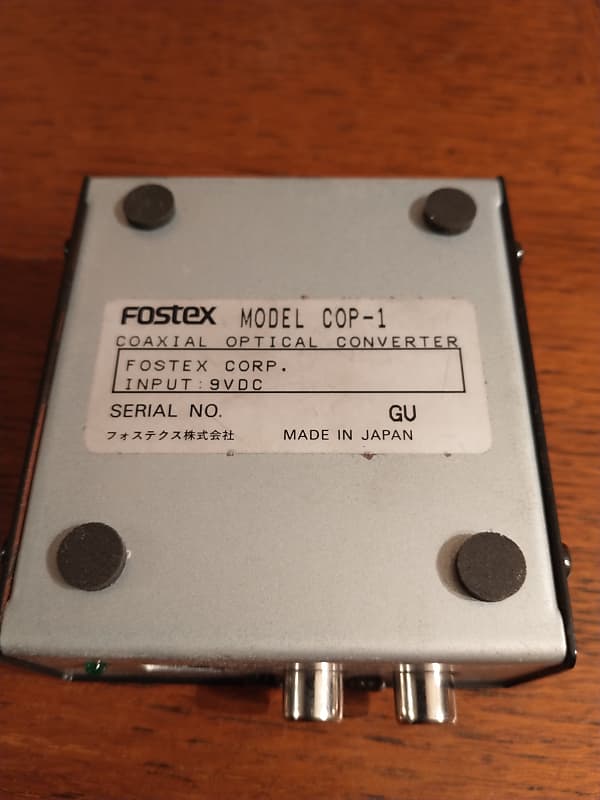 FOSTEX MODEL COP-1
COAXIAL OPTICAL CONVERTER
FOSTEX CORP.
INPUT:9VDC
SERIAL NO. GU
フォステクス株式会社 MADE IN JAPAN